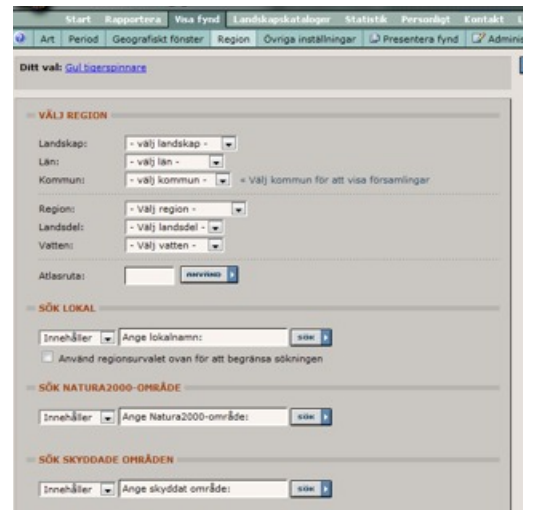 Start Rapportera Visa fynd Landskapskataloger Statistik Personligt Kontakt
Art Period Geografiskt fönster Region Övriga inställningar Presentera fynd Adminis
Ditt val: Gul tigerspinnare
VÄLJ REGION
Landskap: - välj landskap -
Län: - välj län -
Kommun: - välj kommun - « Välj kommun för att visa församlingar
Region: - Välj region -
Landsdel: - Välj landsdel -
Vatten: - Välj vatten -
Atlasruta: ANVÄND
SÖK LOKAL
Innehåller Ange lokalnamn: SÖK
Använd regionsurvalet ovan för att begränsa sökningen
SÖK NATURA2000-OMRÅDE
Innehåller Ange Natura2000-område: SÖK
SÖK SKYDDADE OMRÅDEN
Innehåller Ange skyddat område: SÖK